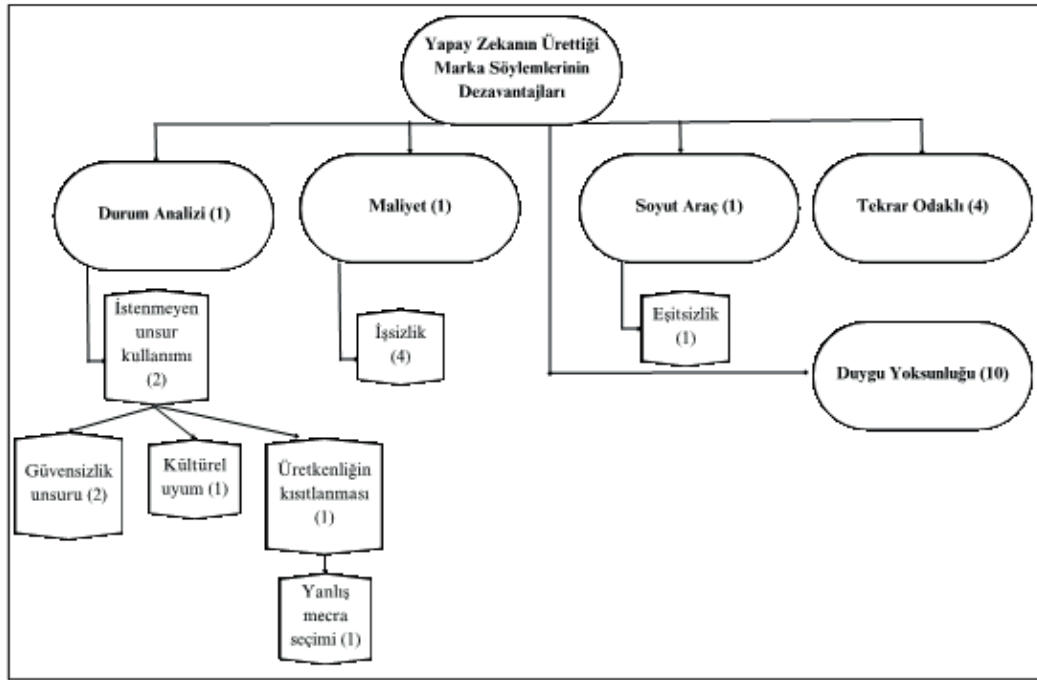 Yapay Zekanın Ürettiği
Marka Söylemlerinin
Dezavantajları
Durum Analizi (1)
Maliyet (1)
Soyut Araç (1)
Tekrar Odaklı (4)
İstenmeyen
unsur
kullanımı
(2)
İşsizlik
(4)
Eşitsizlik
(1)
Duygu Yoksunluğu (10)
Güvensizlik
unsuru (2)
Kültürel
uyum (1)
Üretkenliğin
kısıtlanması
(1)
Yanlış
mecra
seçimi (1)